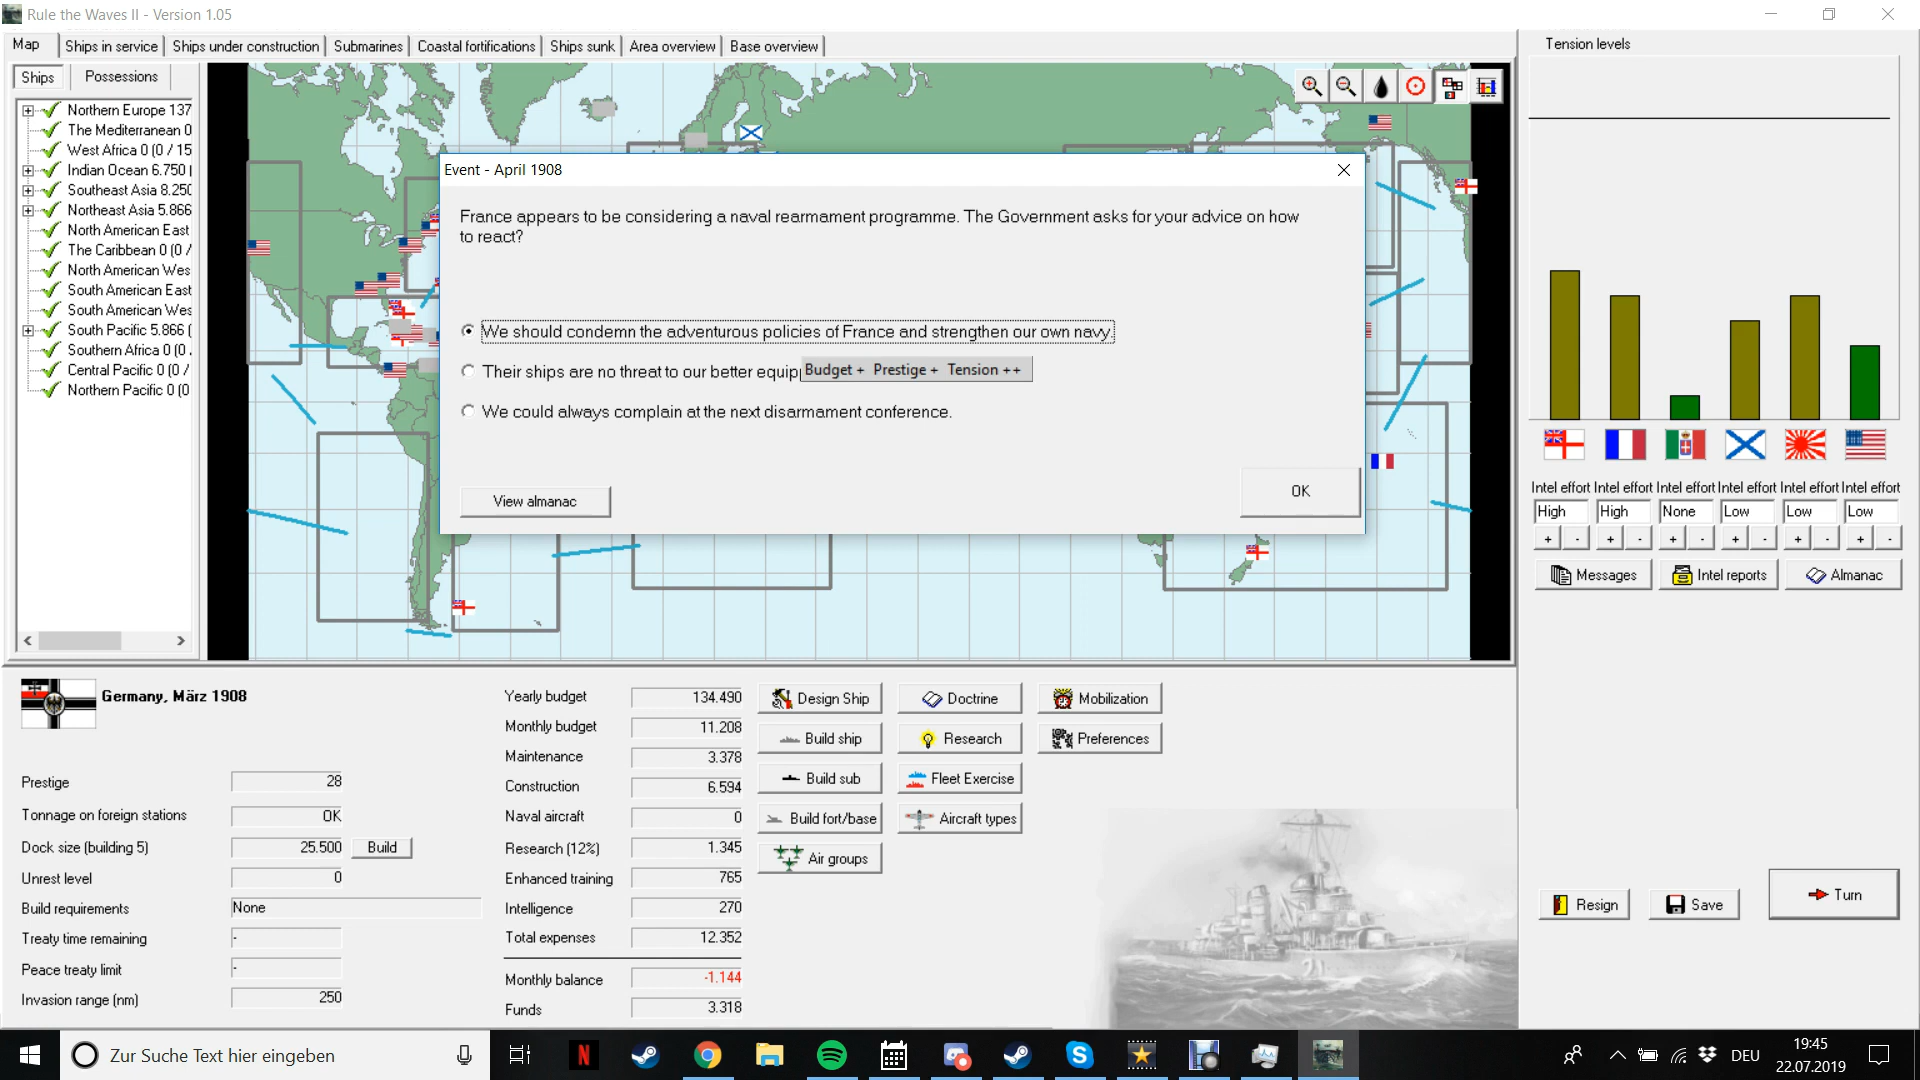 Rule the Waves II - Version 1.05
Map Ships in service Ships under construction Submarines Coastal fortifications Ships sunk Area overview Base overview
Ships Possessions
Northern Europe 137
The Mediterranean 0
West Africa 0 (0 / 15
Indian Ocean 6.750 (
Southeast Asia 8.250
Northeast Asia 5.866
North American East
The Caribbean 0 (0 /
North American Wes
South American East
South American Wes
South Pacific 5.866 (
Southern Africa 0 (0
Central Pacific 0 (0 /
Northern Pacific 0 (0
Event - April 1908
France appears to be considering a naval rearmament programme. The Government asks for your advice on how
to react?
We should condemn the adventurous policies of France and strengthen our own navy.
Their ships are no threat to our better equip
Budget + Prestige + Tension ++
We could always complain at the next disarmament conference.
View almanac
OK
Tension levels
Intel effort Intel effort Intel effort Intel effort Intel effort Intel effort
High High None Low Low Low
+ - + - + - + - + - + -
Messages Intel reports Almanac
Germany, März 1908
Prestige 28
Tonnage on foreign stations OK
Dock size (building 5) 25.500 Build
Unrest level 0
Build requirements None
Treaty time remaining -
Peace treaty limit -
Invasion range (nm) 250
Yearly budget 134.490
Monthly budget 11.208
Maintenance 3.378
Construction 6.594
Naval aircraft 0
Research (12%) 1.345
Enhanced training 765
Intelligence 270
Total expenses 12.352
Monthly balance -1.144
Funds 3.318
Design Ship Doctrine Mobilization
Build ship Research Preferences
Build sub Fleet Exercise
Build fort/base Aircraft types
Air groups
Resign Save Turn
Zur Suche Text hier eingeben
DEU
19:45
22.07.2019